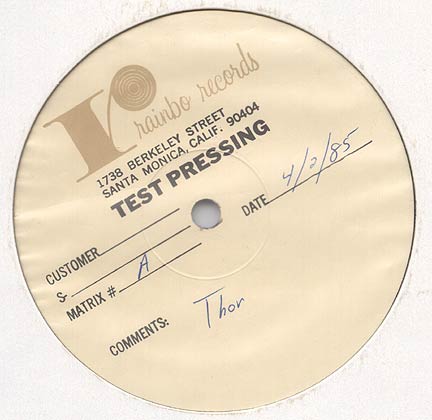 rainbo records
1738 BERKELEY STREET
SANTA MONICA, CALIF. 90404
TEST PRESSING
CUSTOMER
DATE 4/2/85
S-
MATRIX # A
COMMENTS: Thor